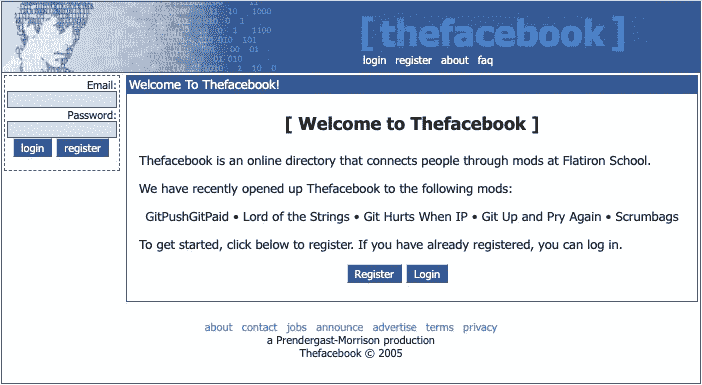 [ thefacebook ]
login register about faq
Email:
Password:
login register
Welcome To Thefacebook!
[ Welcome to Thefacebook ]
Thefacebook is an online directory that connects people through mods at Flatiron School.
We have recently opened up Thefacebook to the following mods:
GitPushGitPaid • Lord of the Strings • Git Hurts When IP • Git Up and Pry Again • Scrumbags
To get started, click below to register. If you have already registered, you can log in.
Register Login
about contact jobs announce advertise terms privacy
a Prendergast-Morrison production
Thefacebook © 2005